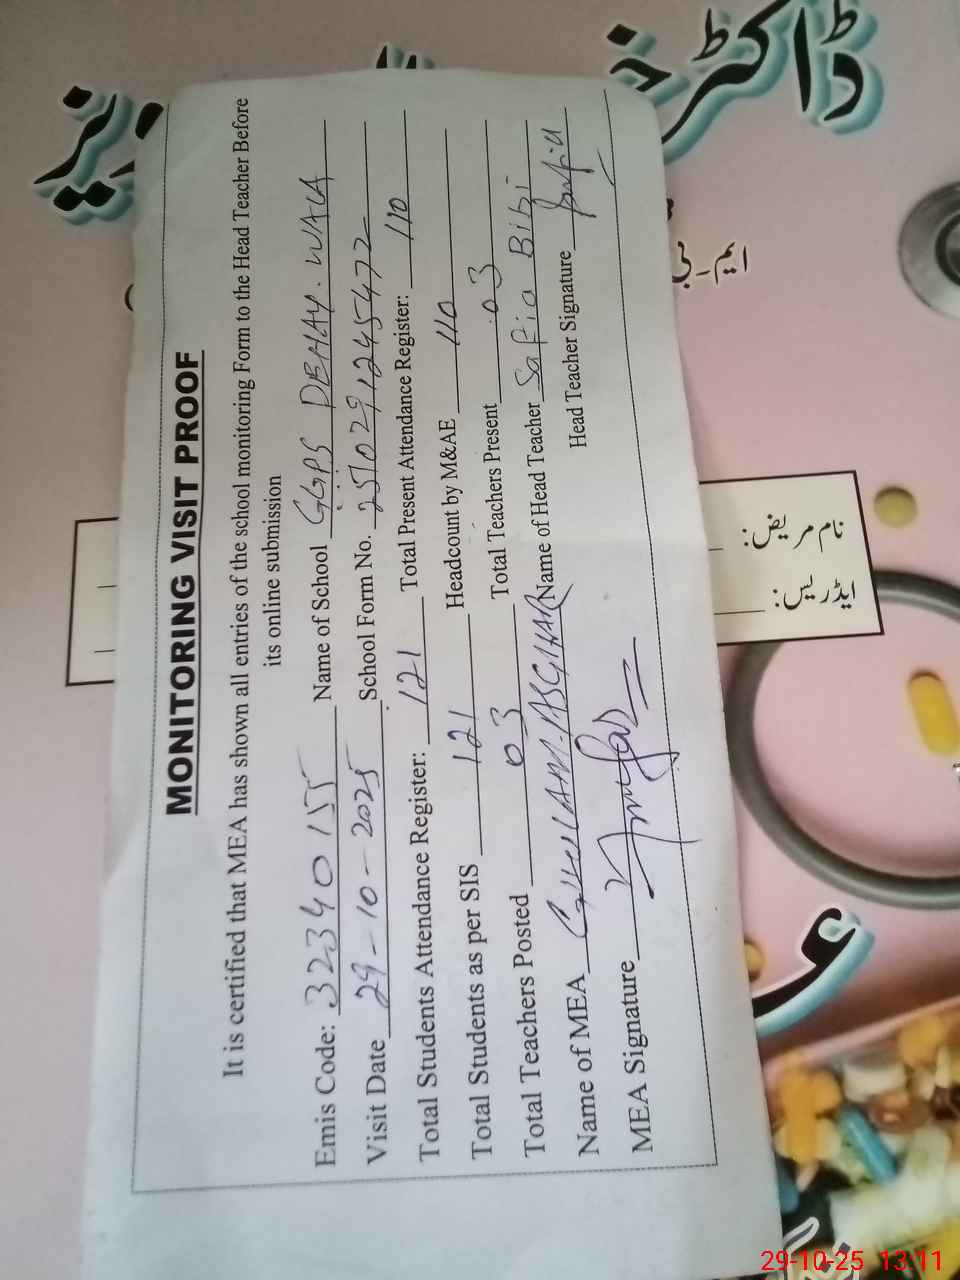 MONITORING VISIT PROOF
It is certified that MEA has shown all entries of the school monitoring Form to the Head Teacher Before
its online submission
Emis Code: 32340155 Name of School GGPS DEHAY. WALA
Visit Date 29-10-2025 School Form No. 2510291245472
Total Students Attendance Register: 121 Total Present Attendance Register: 110
Total Students as per SIS 121 Headcount by M&AE 110
Total Teachers Posted 03 Total Teachers Present 03
Name of MEA GHULAM-ASGHAR Name of Head Teacher Safia Bibi
MEA Signature Head Teacher Signature
ڈاکٹر
ایم-بی
نام مریض:
ایڈریس:
29-10-25 13:11